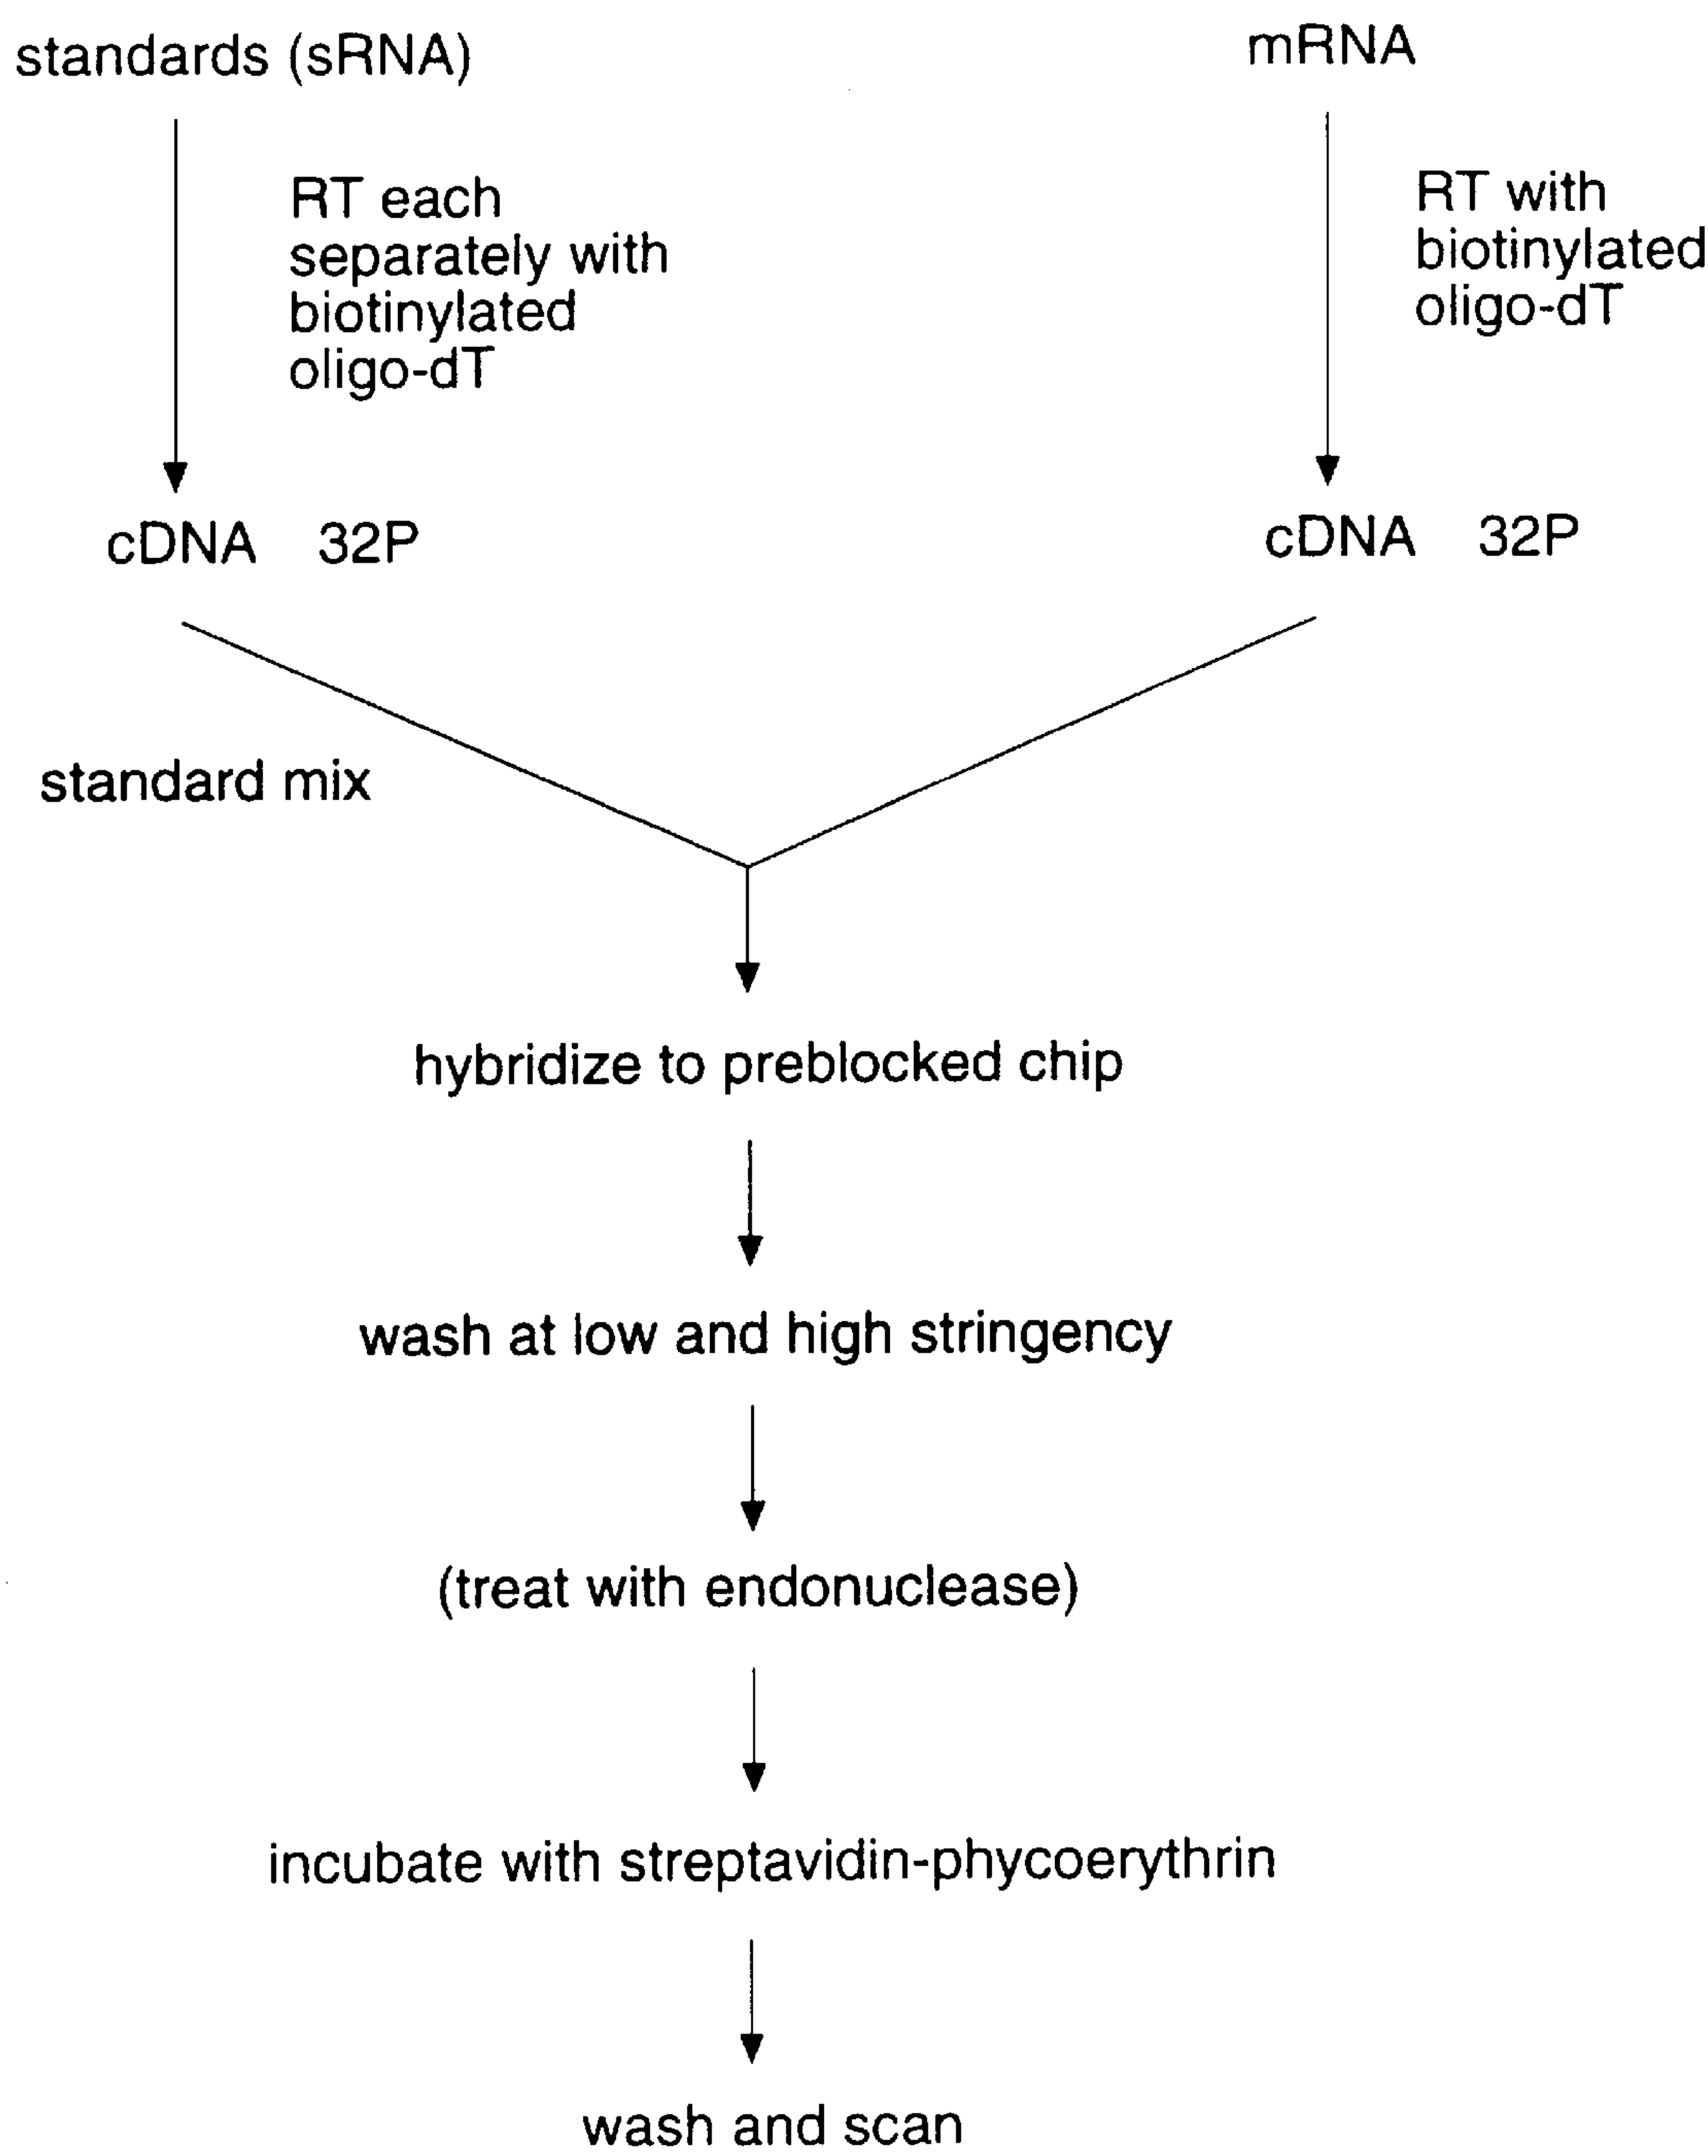 standards (sRNA)
mRNA
RT each
separately with
biotinylated
oligo-dT
RT with
biotinylated
oligo-dT
cDNA 32P
cDNA 32P
standard mix
hybridize to preblocked chip
wash at low and high stringency
(treat with endonuclease)
incubate with streptavidin-phycoerythrin
wash and scan